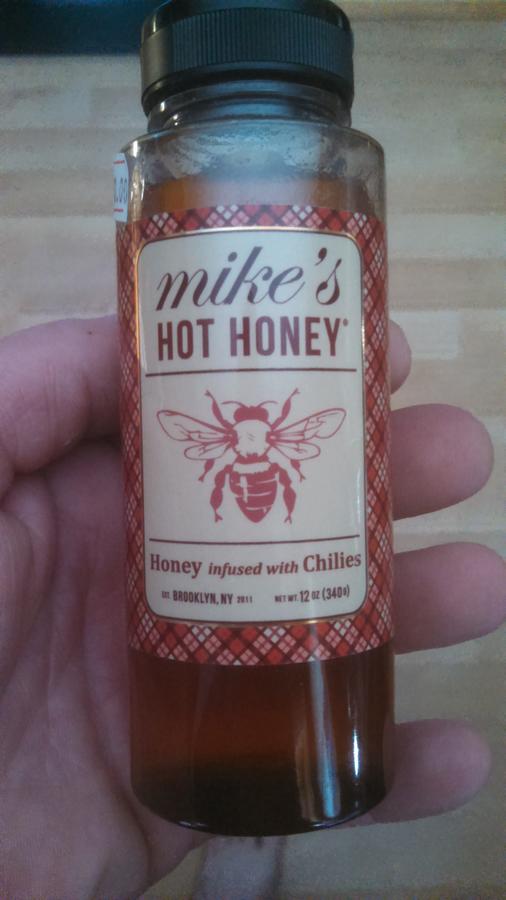 mike's
HOT HONEY®
Honey infused with Chilies
EST. BROOKLYN, NY 2011 NET WT. 12 OZ (340g)